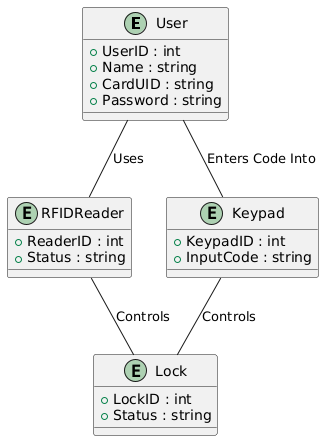 E User
UserID : int
Name : string
CardUID : string
Password : string
Uses
Enters Code Into
E RFIDReader
ReaderID : int
Status : string
E Keypad
KeypadID : int
InputCode : string
Controls
Controls
E Lock
LockID : int
Status : string